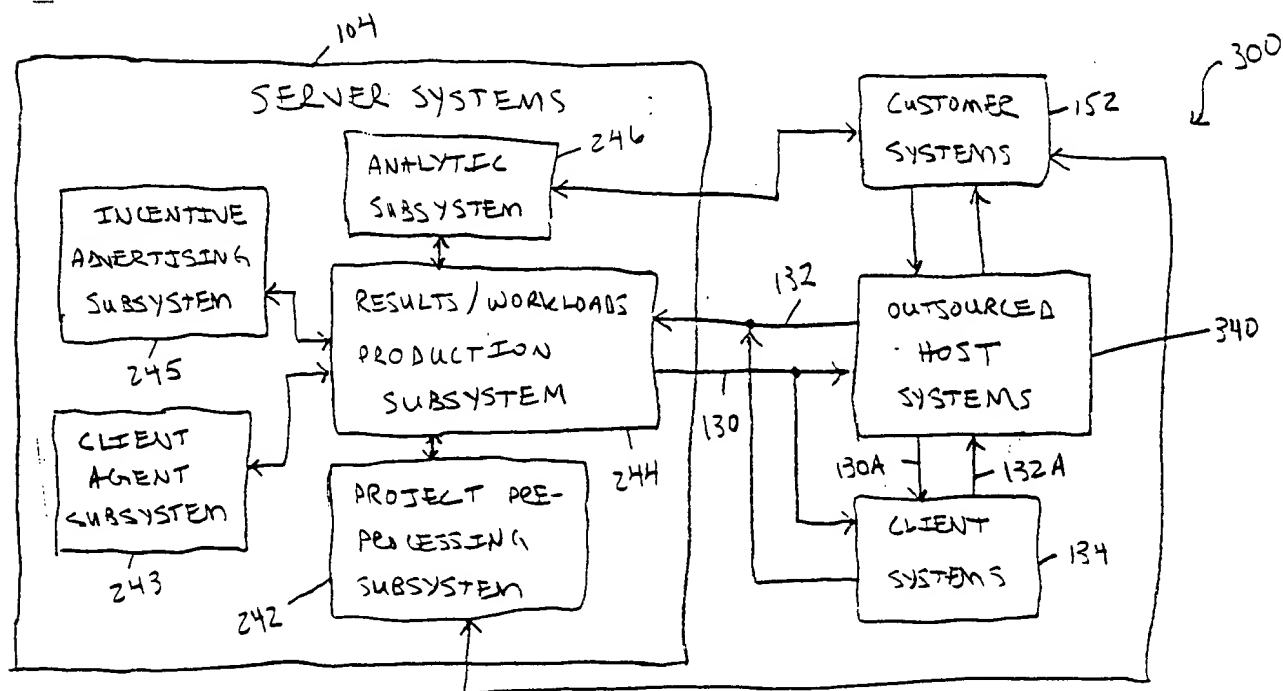 104
300
SERVER SYSTEMS
CUSTOMER
SYSTEMS
152
246
ANALYTIC
SUBSYSTEM
INCENTIVE
ADVERTISING
SUBSYSTEM
245
RESULTS/WORKLOADS
PRODUCTION
SUBSYSTEM
244
132
130
OUTSOURCED
HOST
SYSTEMS
340
CLIENT
AGENT
SUBSYSTEM
243
PROJECT PRE-
PROCESSING
SUBSYSTEM
242
130A
132A
CLIENT
SYSTEMS
134